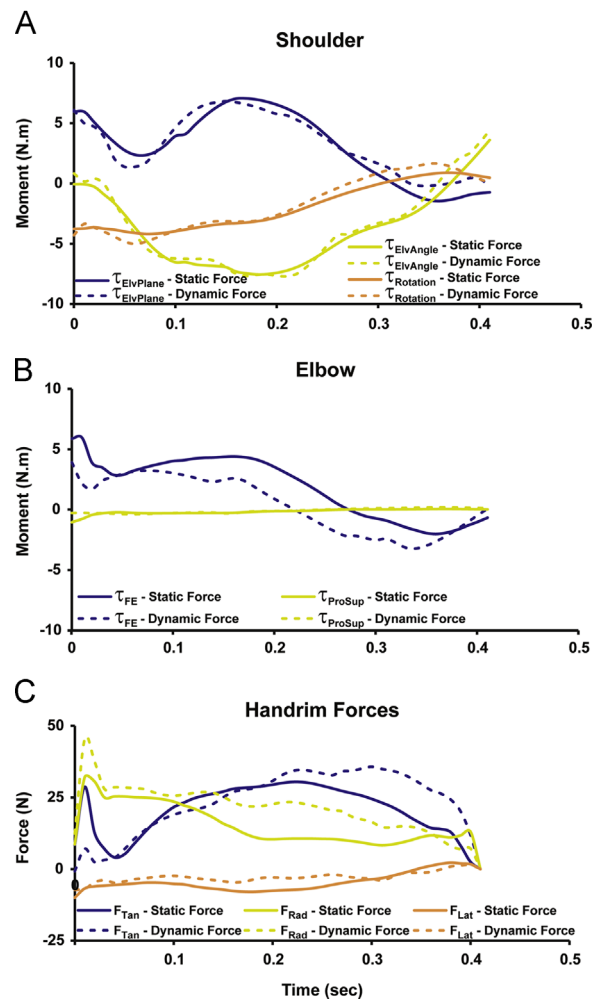 A
Shoulder
10
5
0
-5
-10
Moment (N.m)
τElvPlane - Static Force
τElvPlane - Dynamic Force
τElvAngle - Static Force
τElvAngle - Dynamic Force
τRotation - Static Force
τRotation - Dynamic Force
0 0.1 0.2 0.3 0.4 0.5
B
Elbow
10
5
0
-5
-10
Moment (N.m)
τFE - Static Force
τFE - Dynamic Force
τProSup - Static Force
τProSup - Dynamic Force
0 0.1 0.2 0.3 0.4 0.5
C
Handrim Forces
50
25
0
-25
Force (N)
0
FTan - Static Force FRad - Static Force FLat - Static Force
FTan - Dynamic Force FRad - Dynamic Force FLat - Dynamic Force
0.1 0.2 0.3 0.4 0.5
Time (sec)